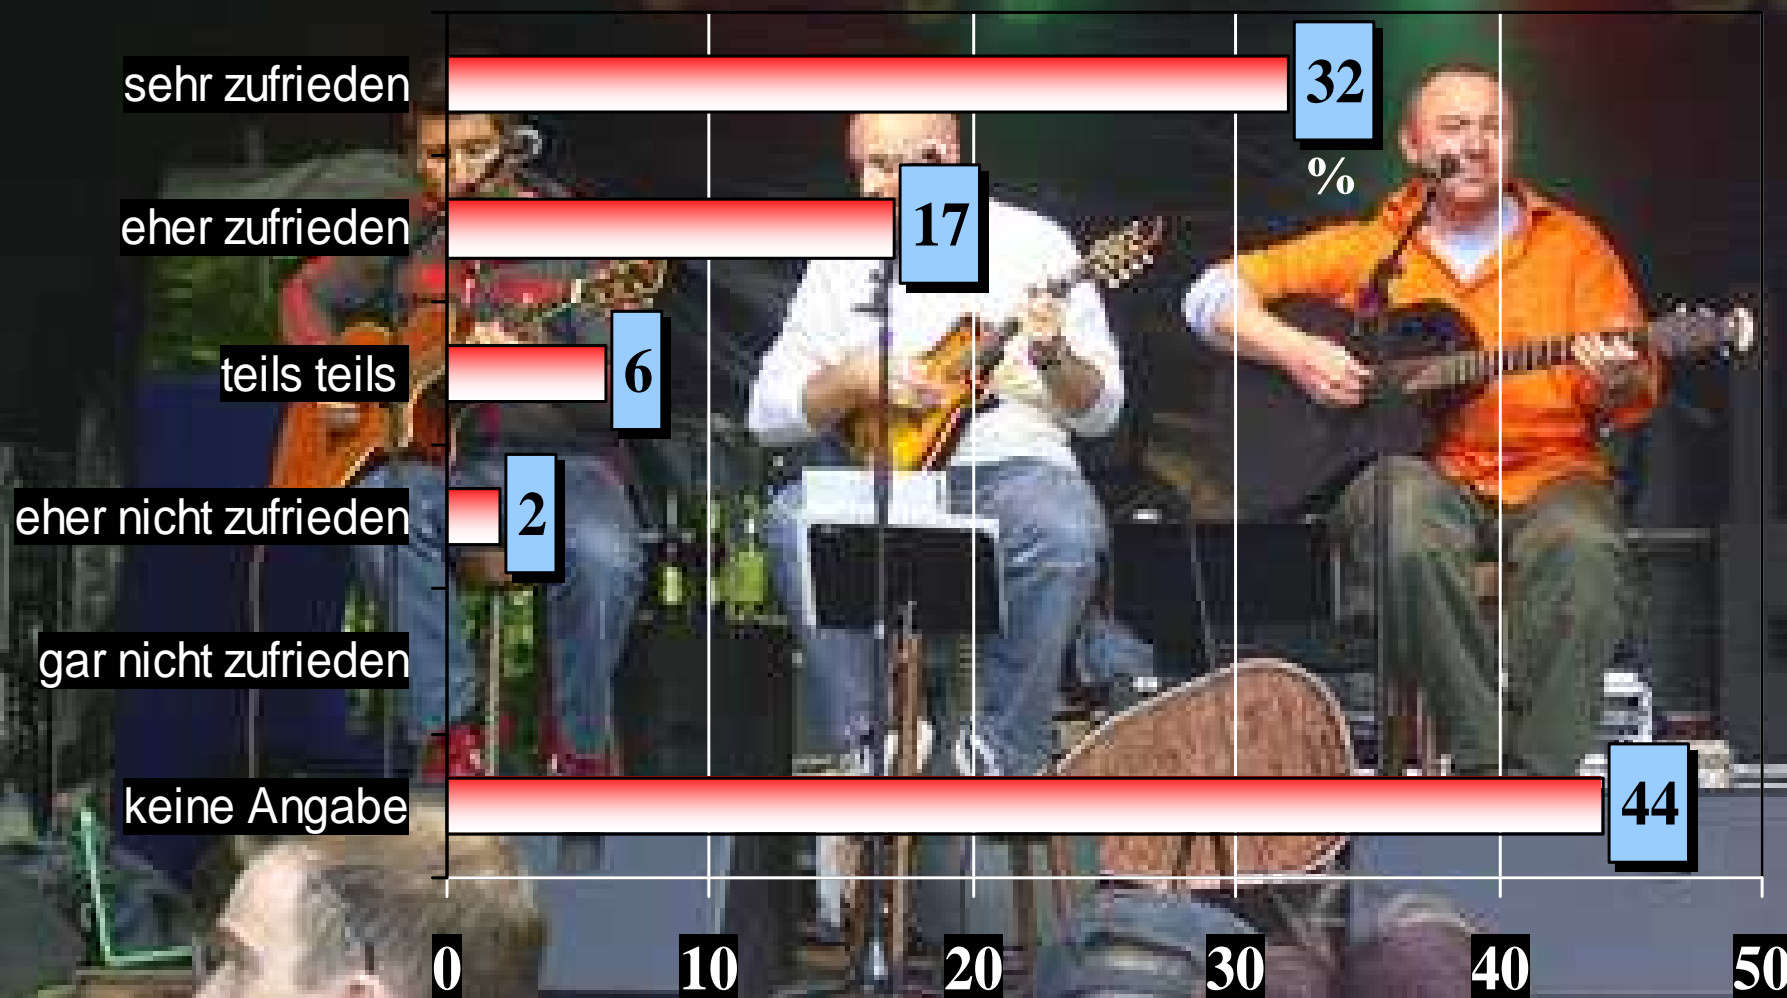 sehr zufrieden 32
%
eher zufrieden 17
teils teils 6
eher nicht zufrieden 2
gar nicht zufrieden
keine Angabe 44
0 10 20 30 40 50